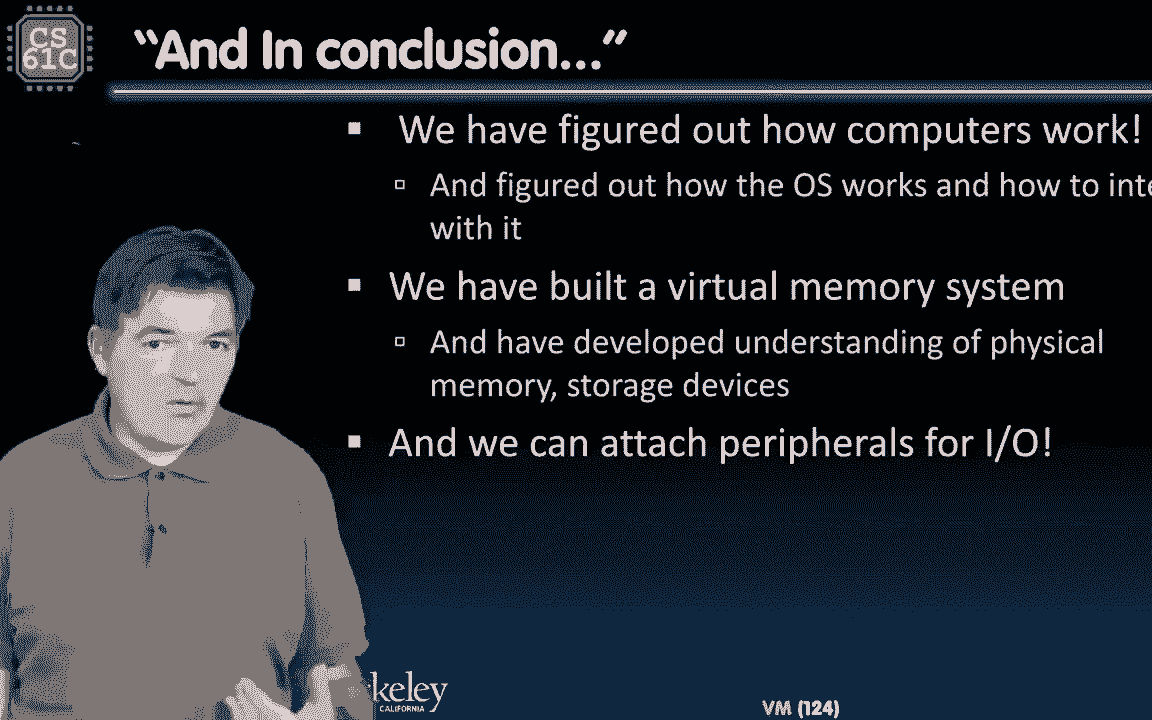 CS
61C
“And In conclusion...”
▪ We have figured out how computers work!
▫ And figured out how the OS works and how to inte
with it
▪ We have built a virtual memory system
▫ And have developed understanding of physical
memory, storage devices
▪ And we can attach peripherals for I/O!
keley
CALIFORNIA
VM (124)